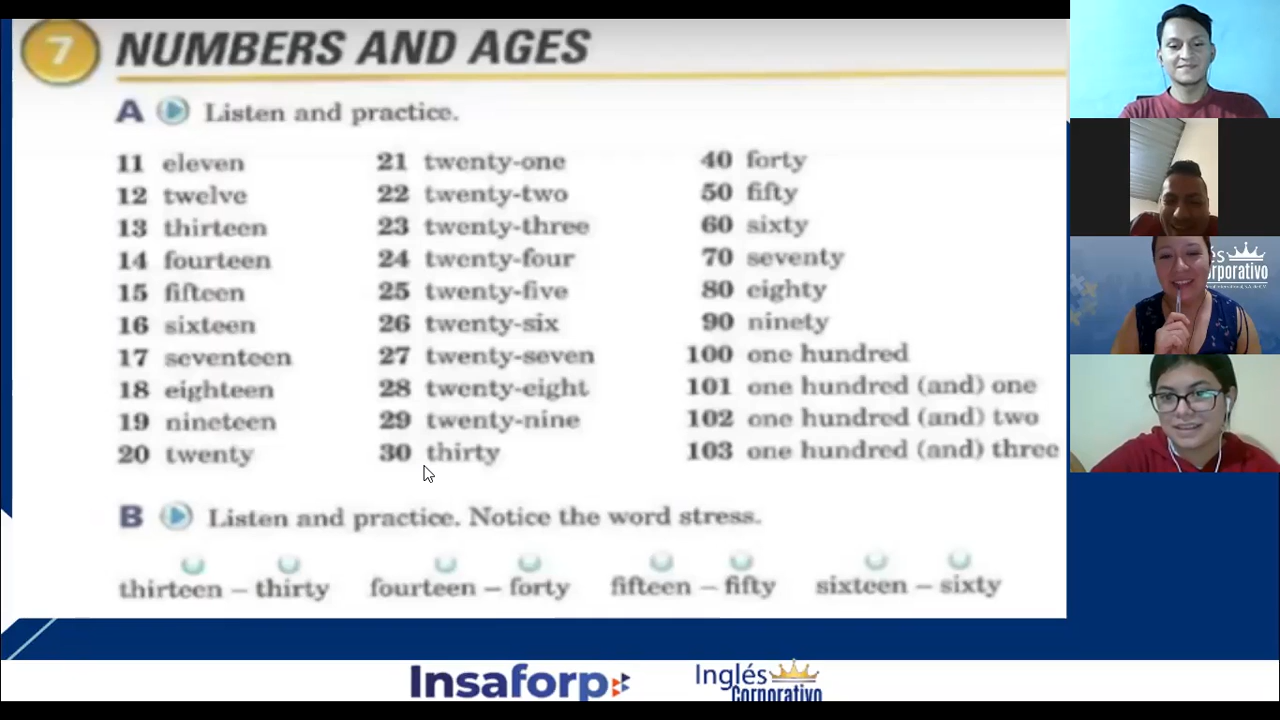 7 NUMBERS AND AGES
A Listen and practice.
11 eleven
12 twelve
13 thirteen
14 fourteen
15 fifteen
16 sixteen
17 seventeen
18 eighteen
19 nineteen
20 twenty
21 twenty-one
22 twenty-two
23 twenty-three
24 twenty-four
25 twenty-five
26 twenty-six
27 twenty-seven
28 twenty-eight
29 twenty-nine
30 thirty
40 forty
50 fifty
60 sixty
70 seventy
80 eighty
90 ninety
100 one hundred
101 one hundred (and) one
102 one hundred (and) two
103 one hundred (and) three
B Listen and practice. Notice the word stress.
thirteen – thirty fourteen – forty fifteen – fifty sixteen – sixty
Insaforp
Inglés
Corporativo
és
orporativo